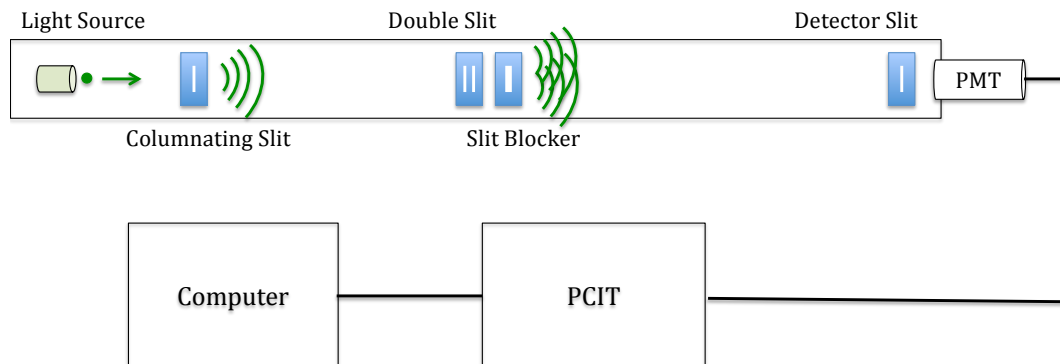 Light Source
Double Slit
Detector Slit
PMT
Columnating Slit
Slit Blocker
Computer
PCIT